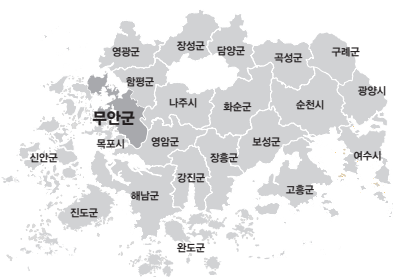 영광군
장성군
담양군
곡성군
구례군
함평군
나주시
화순군
순천시
광양시
무안군
목포시
영암군
장흥군
보성군
여수시
신안군
강진군
고흥군
해남군
진도군
완도군